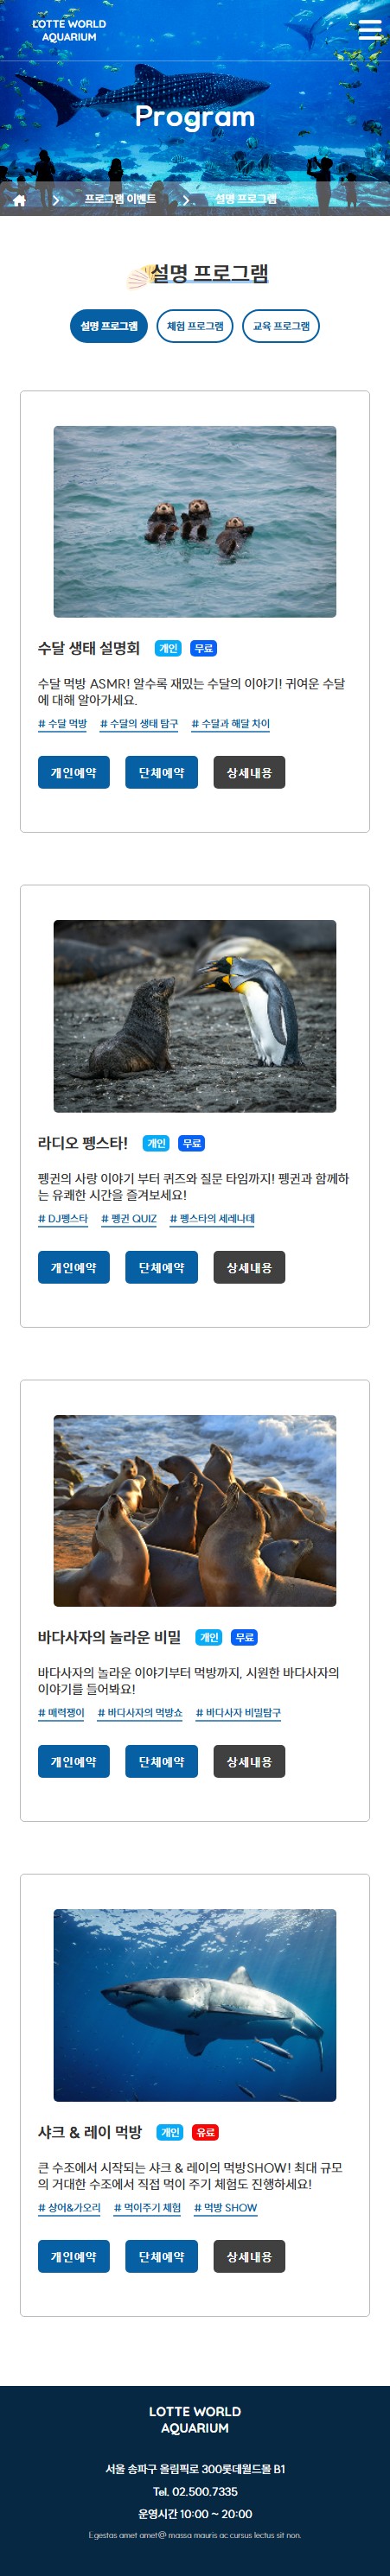 LOTTE WORLD
AQUARIUM
Program
프로그램 이벤트
설명 프로그램
설명 프로그램
설명 프로그램
체험 프로그램
교육 프로그램
수달 생태 설명회 개인 무료
수달 먹방 ASMR! 알수록 재밌는 수달의 이야기! 귀여운 수달
에 대해 알아가세요.
# 수달 먹방 # 수달의 생태 탐구 # 수달과 해달 차이
개인예약 단체예약 상세내용
라디오 펭스타! 개인 무료
펭귄의 사랑 이야기 부터 퀴즈와 질문 타임까지! 펭귄과 함께하
는 유쾌한 시간을 즐겨보세요!
# DJ펭스타 # 펭귄 QUIZ # 펭스타의 세레나데
개인예약 단체예약 상세내용
바다사자의 놀라운 비밀 개인 무료
바다사자의 놀라운 이야기부터 먹방까지, 시원한 바다사자의
이야기를 들어봐요!
# 매력쟁이 # 바디사자의 먹방쇼 # 바디사자 비밀탐구
개인예약 단체예약 상세내용
샤크 & 레이 먹방 개인 유료
큰 수조에서 시작되는 샤크 & 레이의 먹방SHOW! 최대 규모
의 거대한 수조에서 직접 먹이 주기 체험도 진행하세요!
# 상어&가오리 # 먹이주기 체험 # 먹방 SHOW
개인예약 단체예약 상세내용
LOTTE WORLD
AQUARIUM
서울 송파구 올림픽로 300롯데월드몰 B1
Tel. 02.500.7335
운영시간 10:00 ~ 20:00
Egestas amet amet@ massa mauris ac cursus lectus sit non.